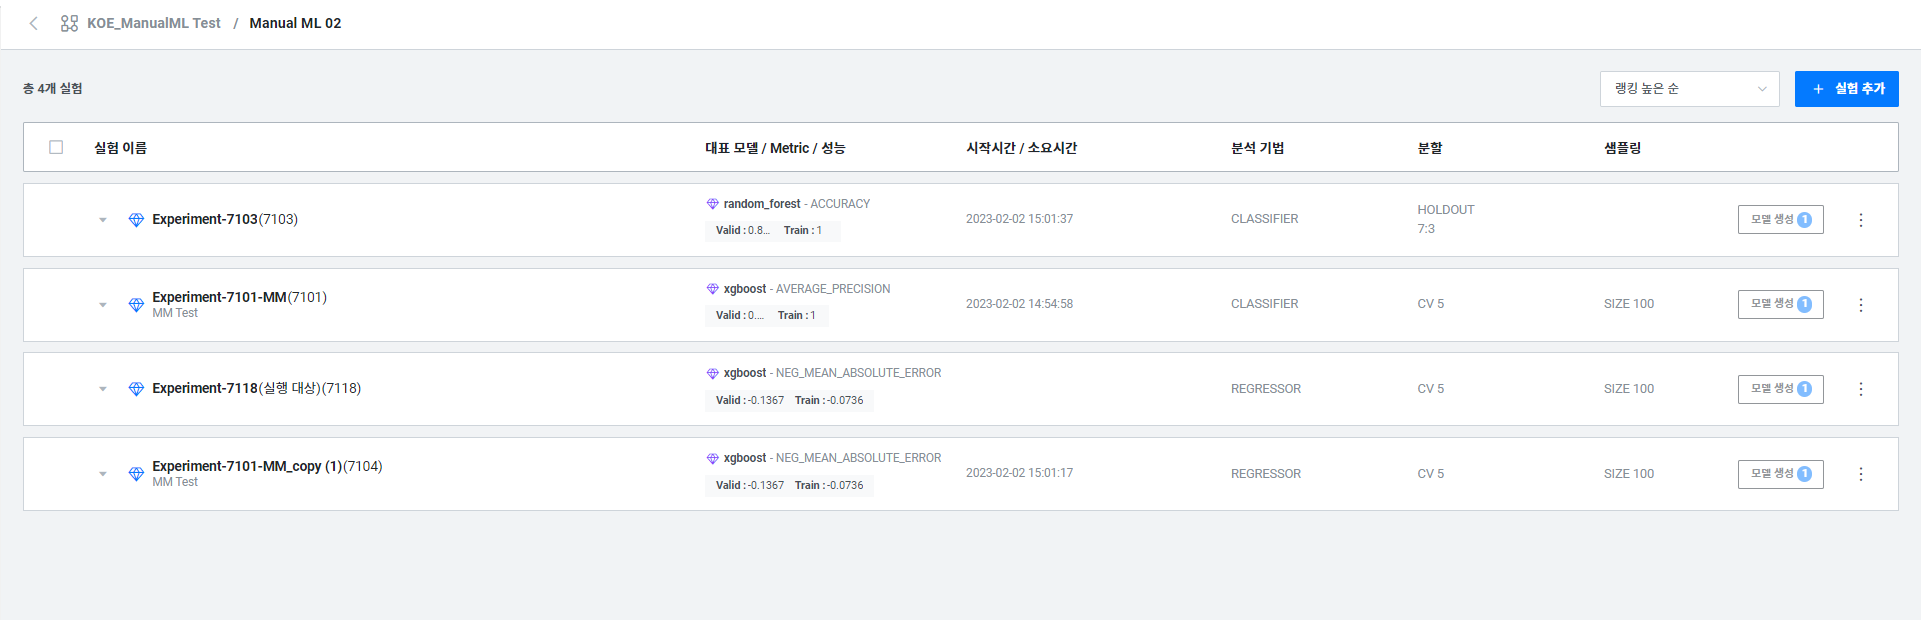 KOE_ManualML Test / Manual ML 02
총 4개 실험
랭킹 높은 순
+ 실험 추가
실험 이름 대표 모델 / Metric / 성능 시작시간 / 소요시간 분석 기법 분할 샘플링
Experiment-7103(7103)
random_forest - ACCURACY
Valid : 0.8... Train : 1
2023-02-02 15:01:37
CLASSIFIER
HOLDOUT
7:3
모델 생성 1
Experiment-7101-MM(7101)
MM Test
xgboost - AVERAGE_PRECISION
Valid : 0.... Train : 1
2023-02-02 14:54:58
CLASSIFIER
CV 5
SIZE 100
모델 생성 1
Experiment-7118(실행 대상)(7118)
xgboost - NEG_MEAN_ABSOLUTE_ERROR
Valid : -0.1367 Train : -0.0736
REGRESSOR
CV 5
SIZE 100
모델 생성 1
Experiment-7101-MM_copy (1)(7104)
MM Test
xgboost - NEG_MEAN_ABSOLUTE_ERROR
Valid : -0.1367 Train : -0.0736
2023-02-02 15:01:17
REGRESSOR
CV 5
SIZE 100
모델 생성 1